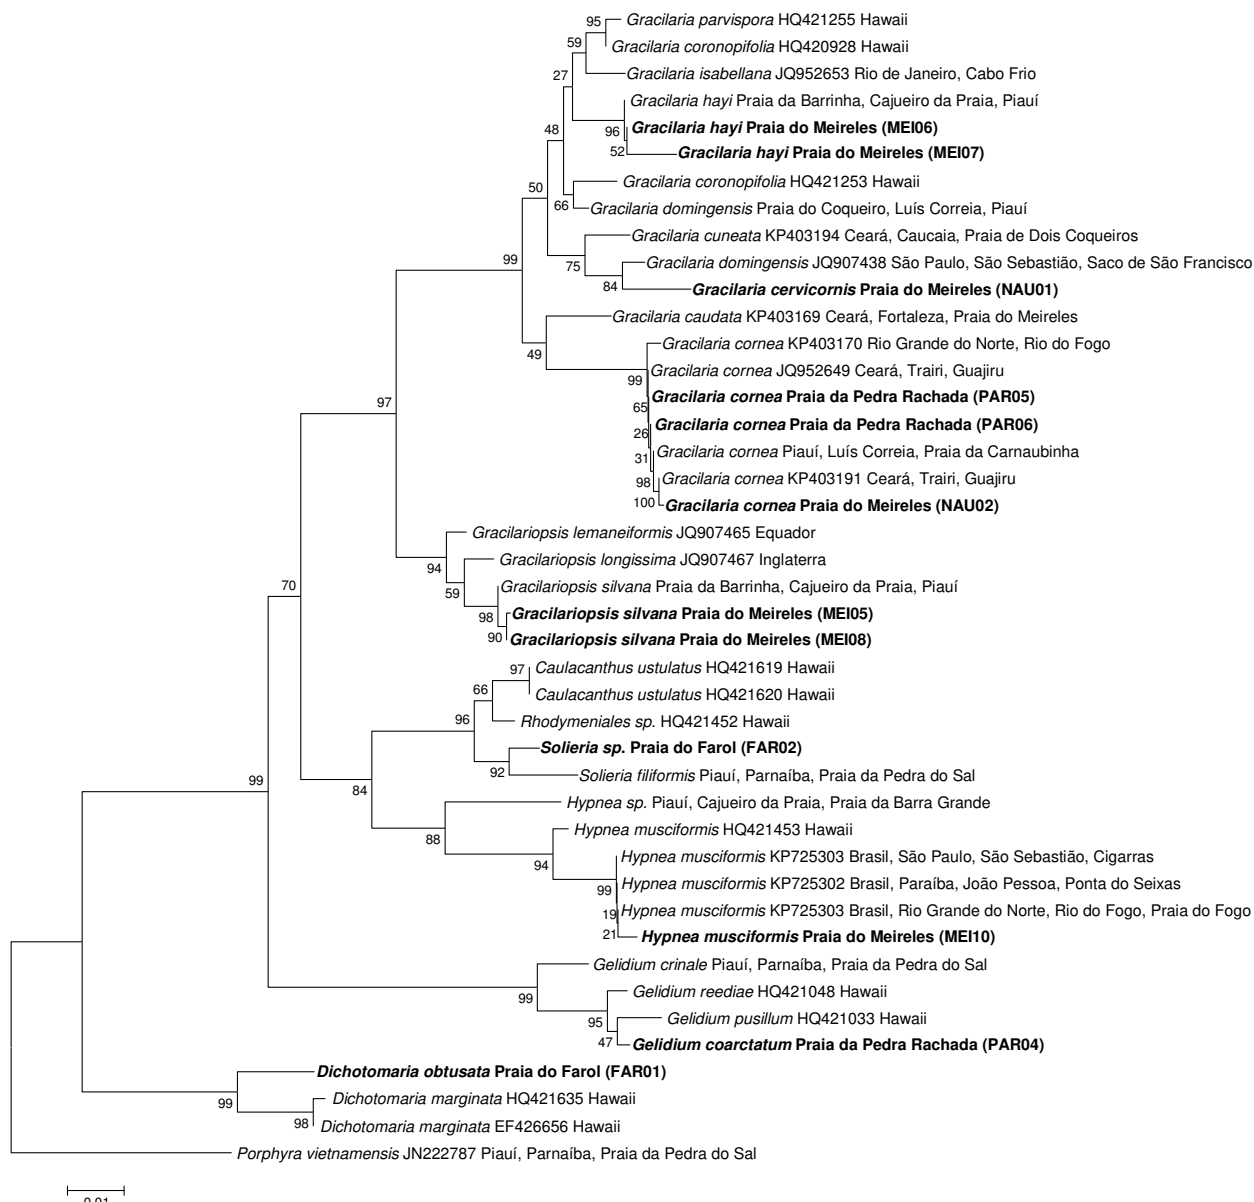 95
Gracilaria parvispora HQ421255 Hawaii
59
Gracilaria coronopifolia HQ420928 Hawaii
27
Gracilaria isabellana JQ952653 Rio de Janeiro, Cabo Frio
Gracilaria hayi Praia da Barrinha, Cajueiro da Praia, Piauí
48
96
Gracilaria hayi Praia do Meireles (MEI06)
52
Gracilaria hayi Praia do Meireles (MEI07)
50
Gracilaria coronopifolia HQ421253 Hawaii
66
Gracilaria domingensis Praia do Coqueiro, Luís Correia, Piauí
Gracilaria cuneata KP403194 Ceará, Caucaia, Praia de Dois Coqueiros
99
75
Gracilaria domingensis JQ907438 São Paulo, São Sebastião, Saco de São Francisco
84
Gracilaria cervicornis Praia do Meireles (NAU01)
Gracilaria caudata KP403169 Ceará, Fortaleza, Praia do Meireles
49
Gracilaria cornea KP403170 Rio Grande do Norte, Rio do Fogo
99
Gracilaria cornea JQ952649 Ceará, Trairi, Guajiru
97
65
Gracilaria cornea Praia da Pedra Rachada (PAR05)
26
Gracilaria cornea Praia da Pedra Rachada (PAR06)
31
Gracilaria cornea Piauí, Luís Correia, Praia da Carnaubinha
98
Gracilaria cornea KP403191 Ceará, Trairi, Guajiru
100
Gracilaria cornea Praia do Meireles (NAU02)
Gracilariopsis lemaneiformis JQ907465 Equador
94
Gracilariopsis longissima JQ907467 Inglaterra
70
59
Gracilariopsis silvana Praia da Barrinha, Cajueiro da Praia, Piauí
98
Gracilariopsis silvana Praia do Meireles (MEI05)
90
Gracilariopsis silvana Praia do Meireles (MEI08)
97
Caulacanthus ustulatus HQ421619 Hawaii
66
Caulacanthus ustulatus HQ421620 Hawaii
96
Rhodymeniales sp. HQ421452 Hawaii
Solieria sp. Praia do Farol (FAR02)
99
92
Solieria filiformis Piauí, Parnaíba, Praia da Pedra do Sal
84
Hypnea sp. Piauí, Cajueiro da Praia, Praia da Barra Grande
88
Hypnea musciformis HQ421453 Hawaii
94
Hypnea musciformis KP725303 Brasil, São Paulo, São Sebastião, Cigarras
99
Hypnea musciformis KP725302 Brasil, Paraíba, João Pessoa, Ponta do Seixas
19
Hypnea musciformis KP725303 Brasil, Rio Grande do Norte, Rio do Fogo, Praia do Fogo
21
Hypnea musciformis Praia do Meireles (MEI10)
Gelidium crinale Piauí, Parnaíba, Praia da Pedra do Sal
99
Gelidium reediae HQ421048 Hawaii
95
Gelidium pusillum HQ421033 Hawaii
47
Gelidium coarctatum Praia da Pedra Rachada (PAR04)
Dichotomaria obtusata Praia do Farol (FAR01)
99
Dichotomaria marginata HQ421635 Hawaii
98
Dichotomaria marginata EF426656 Hawaii
Porphyra vietnamensis JN222787 Piauí, Parnaíba, Praia da Pedra do Sal
0.01